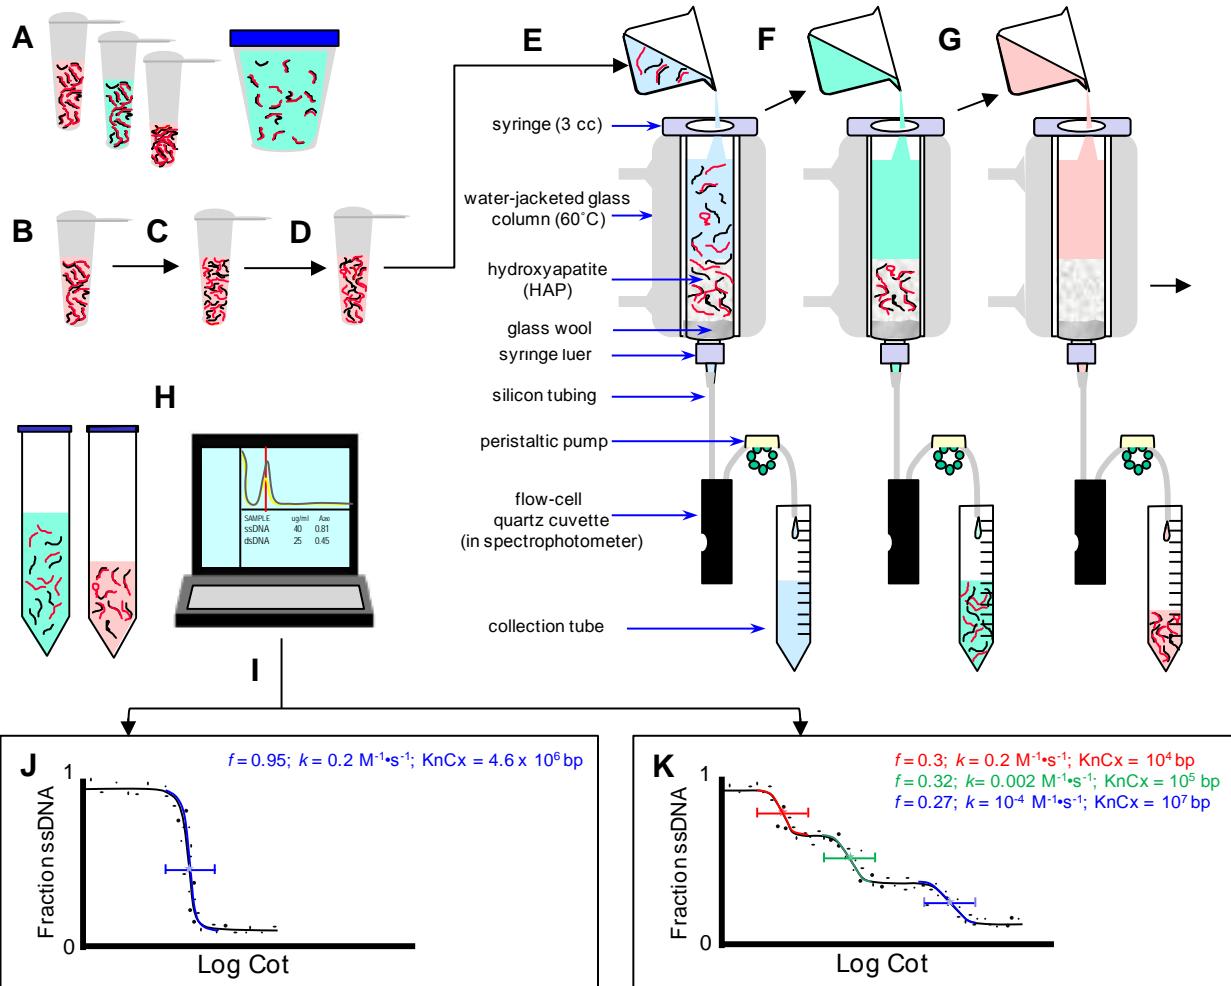 A
B
C
D
E
F
G
syringe (3 cc)
water-jacketed glass
column (60˚C)
hydroxyapatite
(HAP)
glass wool
syringe luer
silicon tubing
peristaltic pump
flow-cell
quartz cuvette
(in spectrophotometer)
collection tube
H
SAMPLE ug/ml A₂₆₀
ssDNA 40 0.81
dsDNA 25 0.45
I
J
f = 0.95; k = 0.2 M⁻¹•s⁻¹; KnCx = 4.6 x 10⁶ bp
1
Fraction ssDNA
0
Log Cot
K
f = 0.3; k = 0.2 M⁻¹•s⁻¹; KnCx = 10⁴ bp
f = 0.32; k= 0.002 M⁻¹•s⁻¹; KnCx = 10⁵ bp
f = 0.27; k = 10⁻⁴ M⁻¹•s⁻¹; KnCx = 10⁷ bp
1
Fraction ssDNA
0
Log Cot